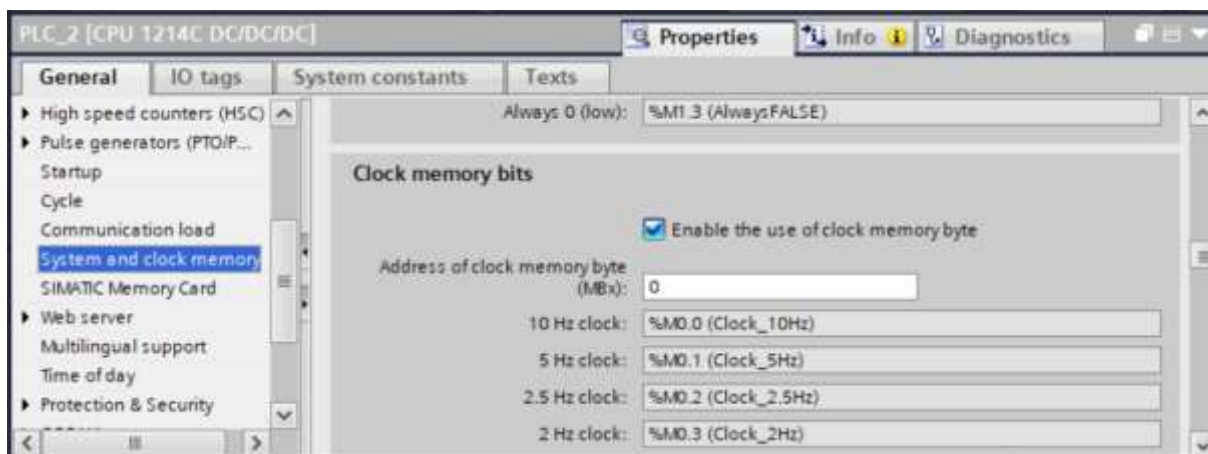 PLC_2 [CPU 1214C DC/DC/DC]
Properties
Info
Diagnostics
General
IO tags
System constants
Texts
High speed counters (HSC)
Pulse generators (PTO/P...
Startup
Cycle
Communication load
System and clock memory
SIMATIC Memory Card
Web server
Multilingual support
Time of day
Protection & Security
Always 0 (low): %M1.3 (AlwaysFALSE)
Clock memory bits
Enable the use of clock memory byte
Address of clock memory byte
(MBx): 0
10 Hz clock: %M0.0 (Clock_10Hz)
5 Hz clock: %M0.1 (Clock_5Hz)
2.5 Hz clock: %M0.2 (Clock_2.5Hz)
2 Hz clock: %M0.3 (Clock_2Hz)